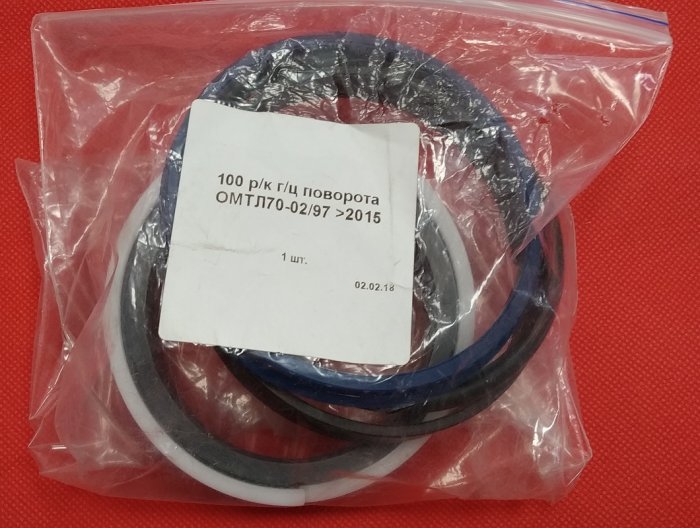 100 р/к г/ц поворота
ОМТЛ70-02/97 >2015
1 шт.
02.02.18